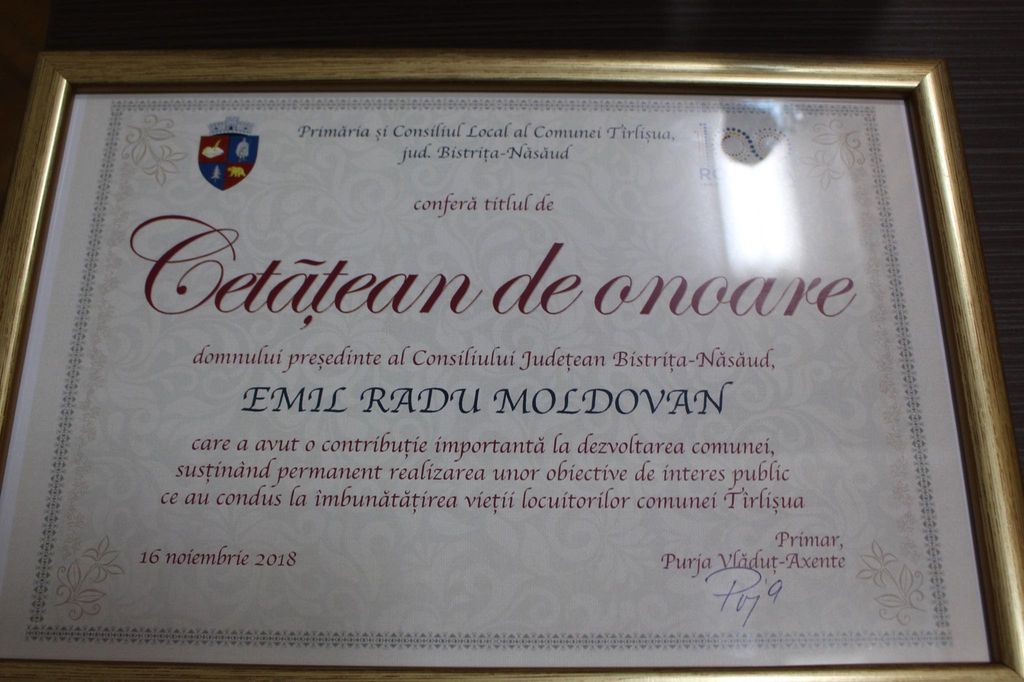 Primăria și Consiliul Local al Comunei Tîrlișua,
jud. Bistrița-Năsăud
conferă titlul de
Cetățean de onoare
domnului președinte al Consiliului Județean Bistrița-Năsăud,
EMIL RADU MOLDOVAN
care a avut o contribuție importantă la dezvoltarea comunei,
susținând permanent realizarea unor obiective de interes public
ce au condus la îmbunătățirea vieții locuitorilor comunei Tîrlișua
16 noiembrie 2018
Primar,
Purja Vlăduț-Axente